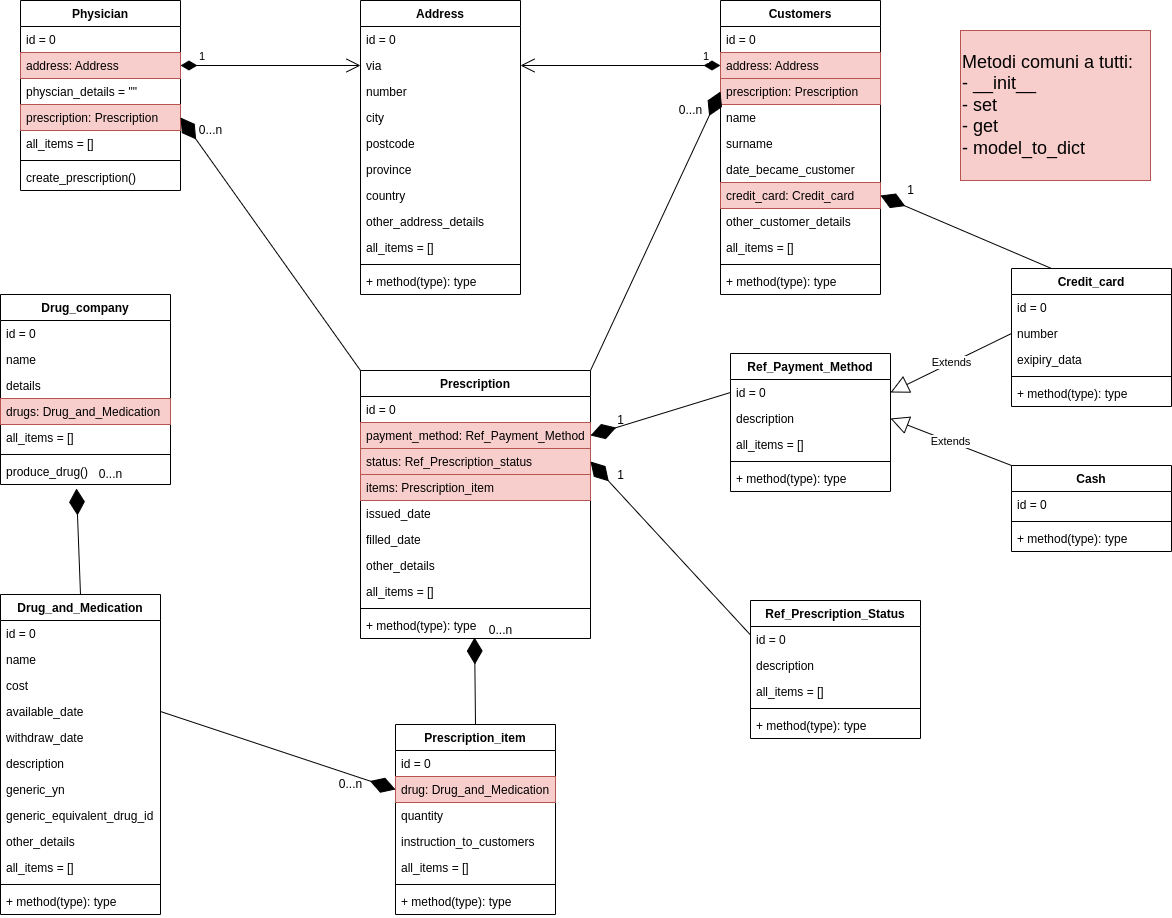 Physician
id = 0
address: Address
physcian_details = ""
prescription: Prescription
all_items = []
create_prescription()
1
0...n
Address
id = 0
via
number
city
postcode
province
country
other_address_details
all_items = []
+ method(type): type
1
0...n
Customers
id = 0
address: Address
prescription: Prescription
name
surname
date_became_customer
credit_card: Credit_card
other_customer_details
all_items = []
+ method(type): type
1
Metodi comuni a tutti:
- __init__
- set
- get
- model_to_dict
Credit_card
id = 0
number
exipiry_data
+ method(type): type
Drug_company
id = 0
name
details
drugs: Drug_and_Medication
all_items = []
produce_drug()
0...n
Prescription
id = 0
payment_method: Ref_Payment_Method
status: Ref_Prescription_status
items: Prescription_item
issued_date
filled_date
other_details
all_items = []
+ method(type): type
0...n
1
1
Ref_Payment_Method
id = 0
description
all_items = []
+ method(type): type
Extends
Extends
Cash
id = 0
+ method(type): type
Drug_and_Medication
id = 0
name
cost
available_date
withdraw_date
description
generic_yn
generic_equivalent_drug_id
other_details
all_items = []
+ method(type): type
0...n
Prescription_item
id = 0
drug: Drug_and_Medication
quantity
instruction_to_customers
all_items = []
+ method(type): type
Ref_Prescription_Status
id = 0
description
all_items = []
+ method(type): type